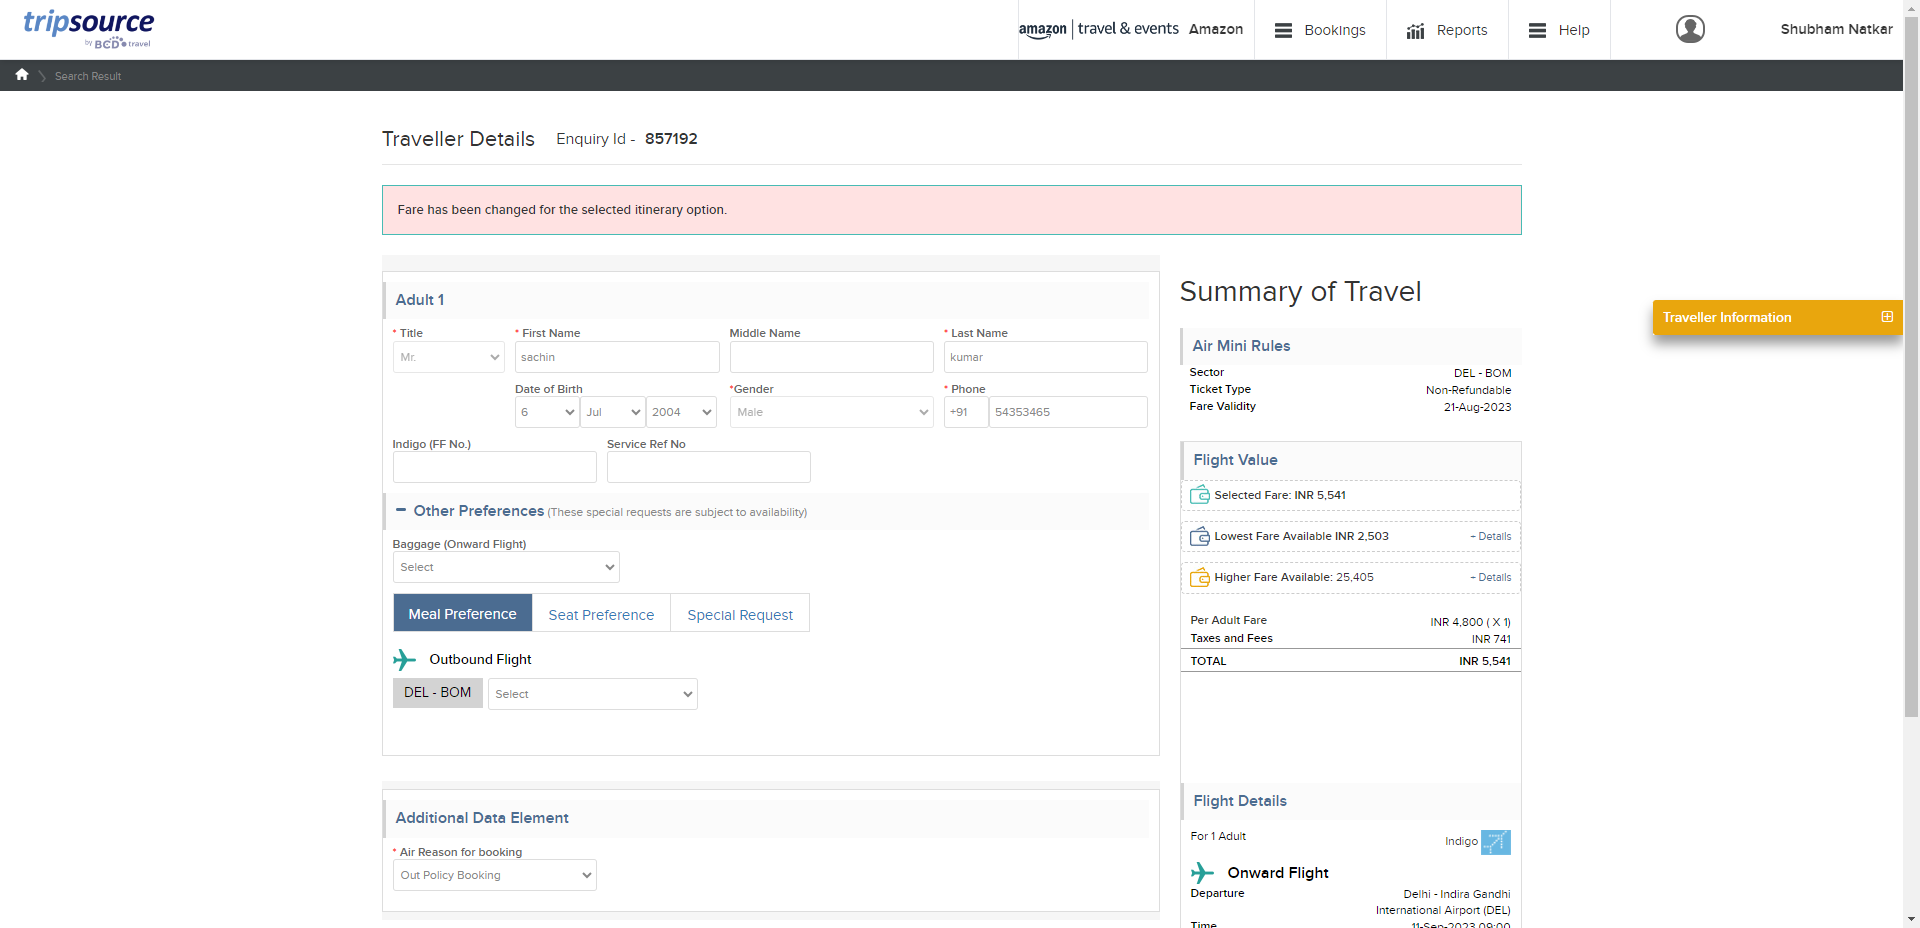 tripsource
by BCD travel
amazon travel & events Amazon
Bookings
Reports
Help
Shubham Natkar
Search Result
Traveller Details Enquiry Id - 857192
Fare has been changed for the selected itinerary option.
Adult 1
* Title * First Name Middle Name * Last Name
Mr. sachin kumar
Date of Birth *Gender * Phone
6 Jul 2004 Male +91 54353465
Indigo (FF No.) Service Ref No
Other Preferences (These special requests are subject to availability)
Baggage (Onward Flight)
Select
Meal Preference Seat Preference Special Request
Outbound Flight
DEL - BOM Select
Additional Data Element
* Air Reason for booking
Out Policy Booking
Summary of Travel
Air Mini Rules
Sector DEL - BOM
Ticket Type Non-Refundable
Fare Validity 21-Aug-2023
Flight Value
Selected Fare: INR 5,541
Lowest Fare Available INR 2,503 + Details
Higher Fare Available: 25,405 + Details
Per Adult Fare INR 4,800 ( X 1)
Taxes and Fees INR 741
TOTAL INR 5,541
Flight Details
For 1 Adult Indigo
Onward Flight
Departure Delhi - Indira Gandhi
International Airport (DEL)
Time 11-Sep-2023 09:00
Traveller Information